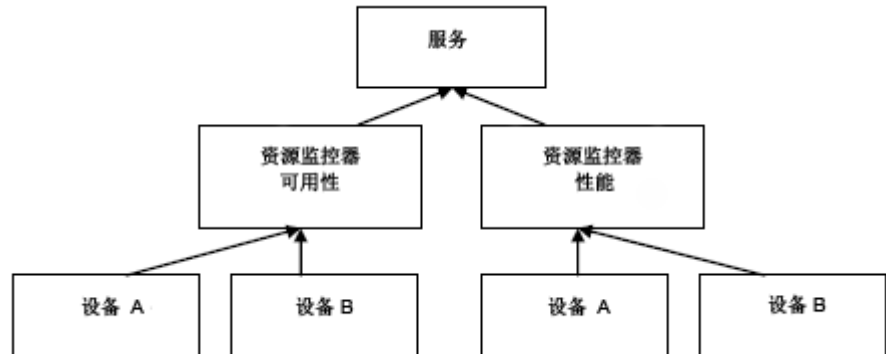 服务
资源监控器
可用性
资源监控器
性能
设备 A
设备 B
设备 A
设备 B